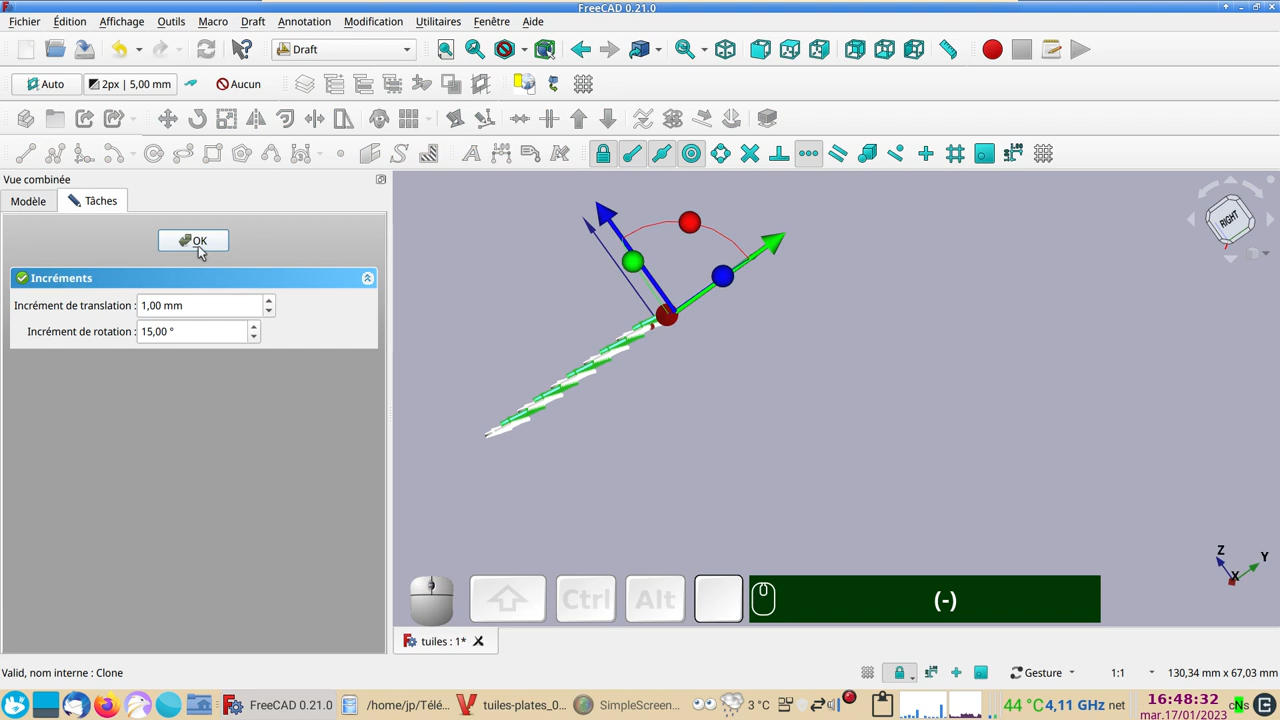 FreeCAD 0.21.0
Fichier Édition Affichage Outils Macro Draft Annotation Modification Utilitaires Fenêtre Aide
Draft
Auto 2px | 5,00 mm Aucun
Vue combinée
Modèle Tâches
OK
Incréments
Incrément de translation : 1,00 mm
Incrément de rotation : 15,00 °
RIGHT
Z
Y
X
Ctrl Alt (-)
tuiles : 1*
Valid, nom interne : Clone Gesture 1:1 130,34 mm x 67,03 mm
FreeCAD 0.21.0 /home/jp/Télé... tuiles-plates_0... SimpleScreen... 3 °C 44 °C 4,11 GHz net 16:48:32
mar.17/01/2023
cNs